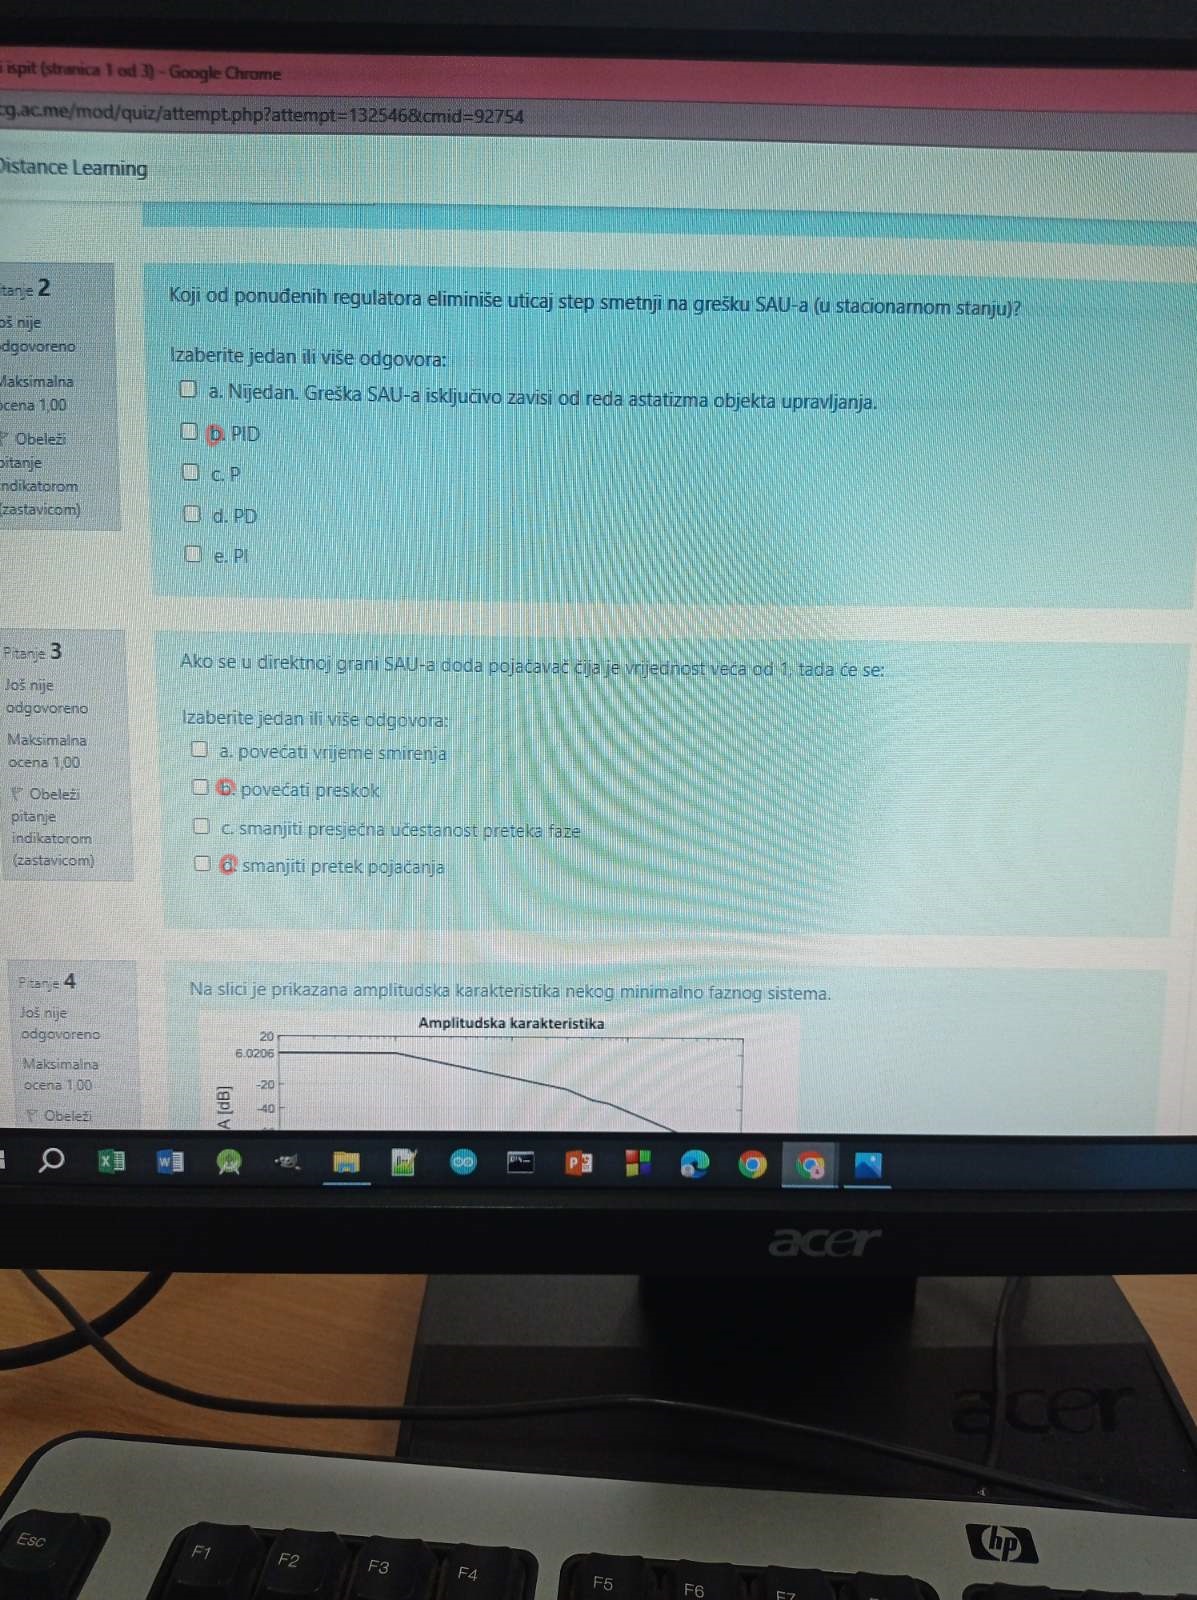 ispit (stranica 1 od 3) - Google Chrome
cg.ac.me/mod/quiz/attempt.php?attempt=132546&cmid=92754
Distance Learning
tanje 2
oš nije
dgovoreno
Maksimalna
ocena 1,00
Obeleži
pitanje
indikatorom
(zastavicom)
Koji od ponuđenih regulatora eliminiše uticaj step smetnji na grešku SAU-a (u stacionarnom stanju)?
Izaberite jedan ili više odgovora:
a. Nijedan. Greška SAU-a isključivo zavisi od reda astatizma objekta upravljanja.
b. PID
c. P
d. PD
e. PI
Pitanje 3
Još nije
odgovoreno
Maksimalna
ocena 1,00
Obeleži
pitanje
indikatorom
(zastavicom)
Ako se u direktnoj grani SAU-a doda pojačavač čija je vrijednost veća od 1, tada će se:
Izaberite jedan ili više odgovora:
a. povećati vrijeme smirenja
b. povećati preskok
c. smanjiti presječna učestanost preteka faze
d. smanjiti pretek pojačanja
Pitanje 4
Još nije
odgovoreno
Maksimalna
ocena 1,00
Obeleži
Na slici je prikazana amplitudska karakteristika nekog minimalno faznog sistema.
Amplitudska karakteristika
20
6.0206
-20
-40
A [dB]
acer
acer
hp
Esc
F1
F2
F3
F4
F5
F6
F7